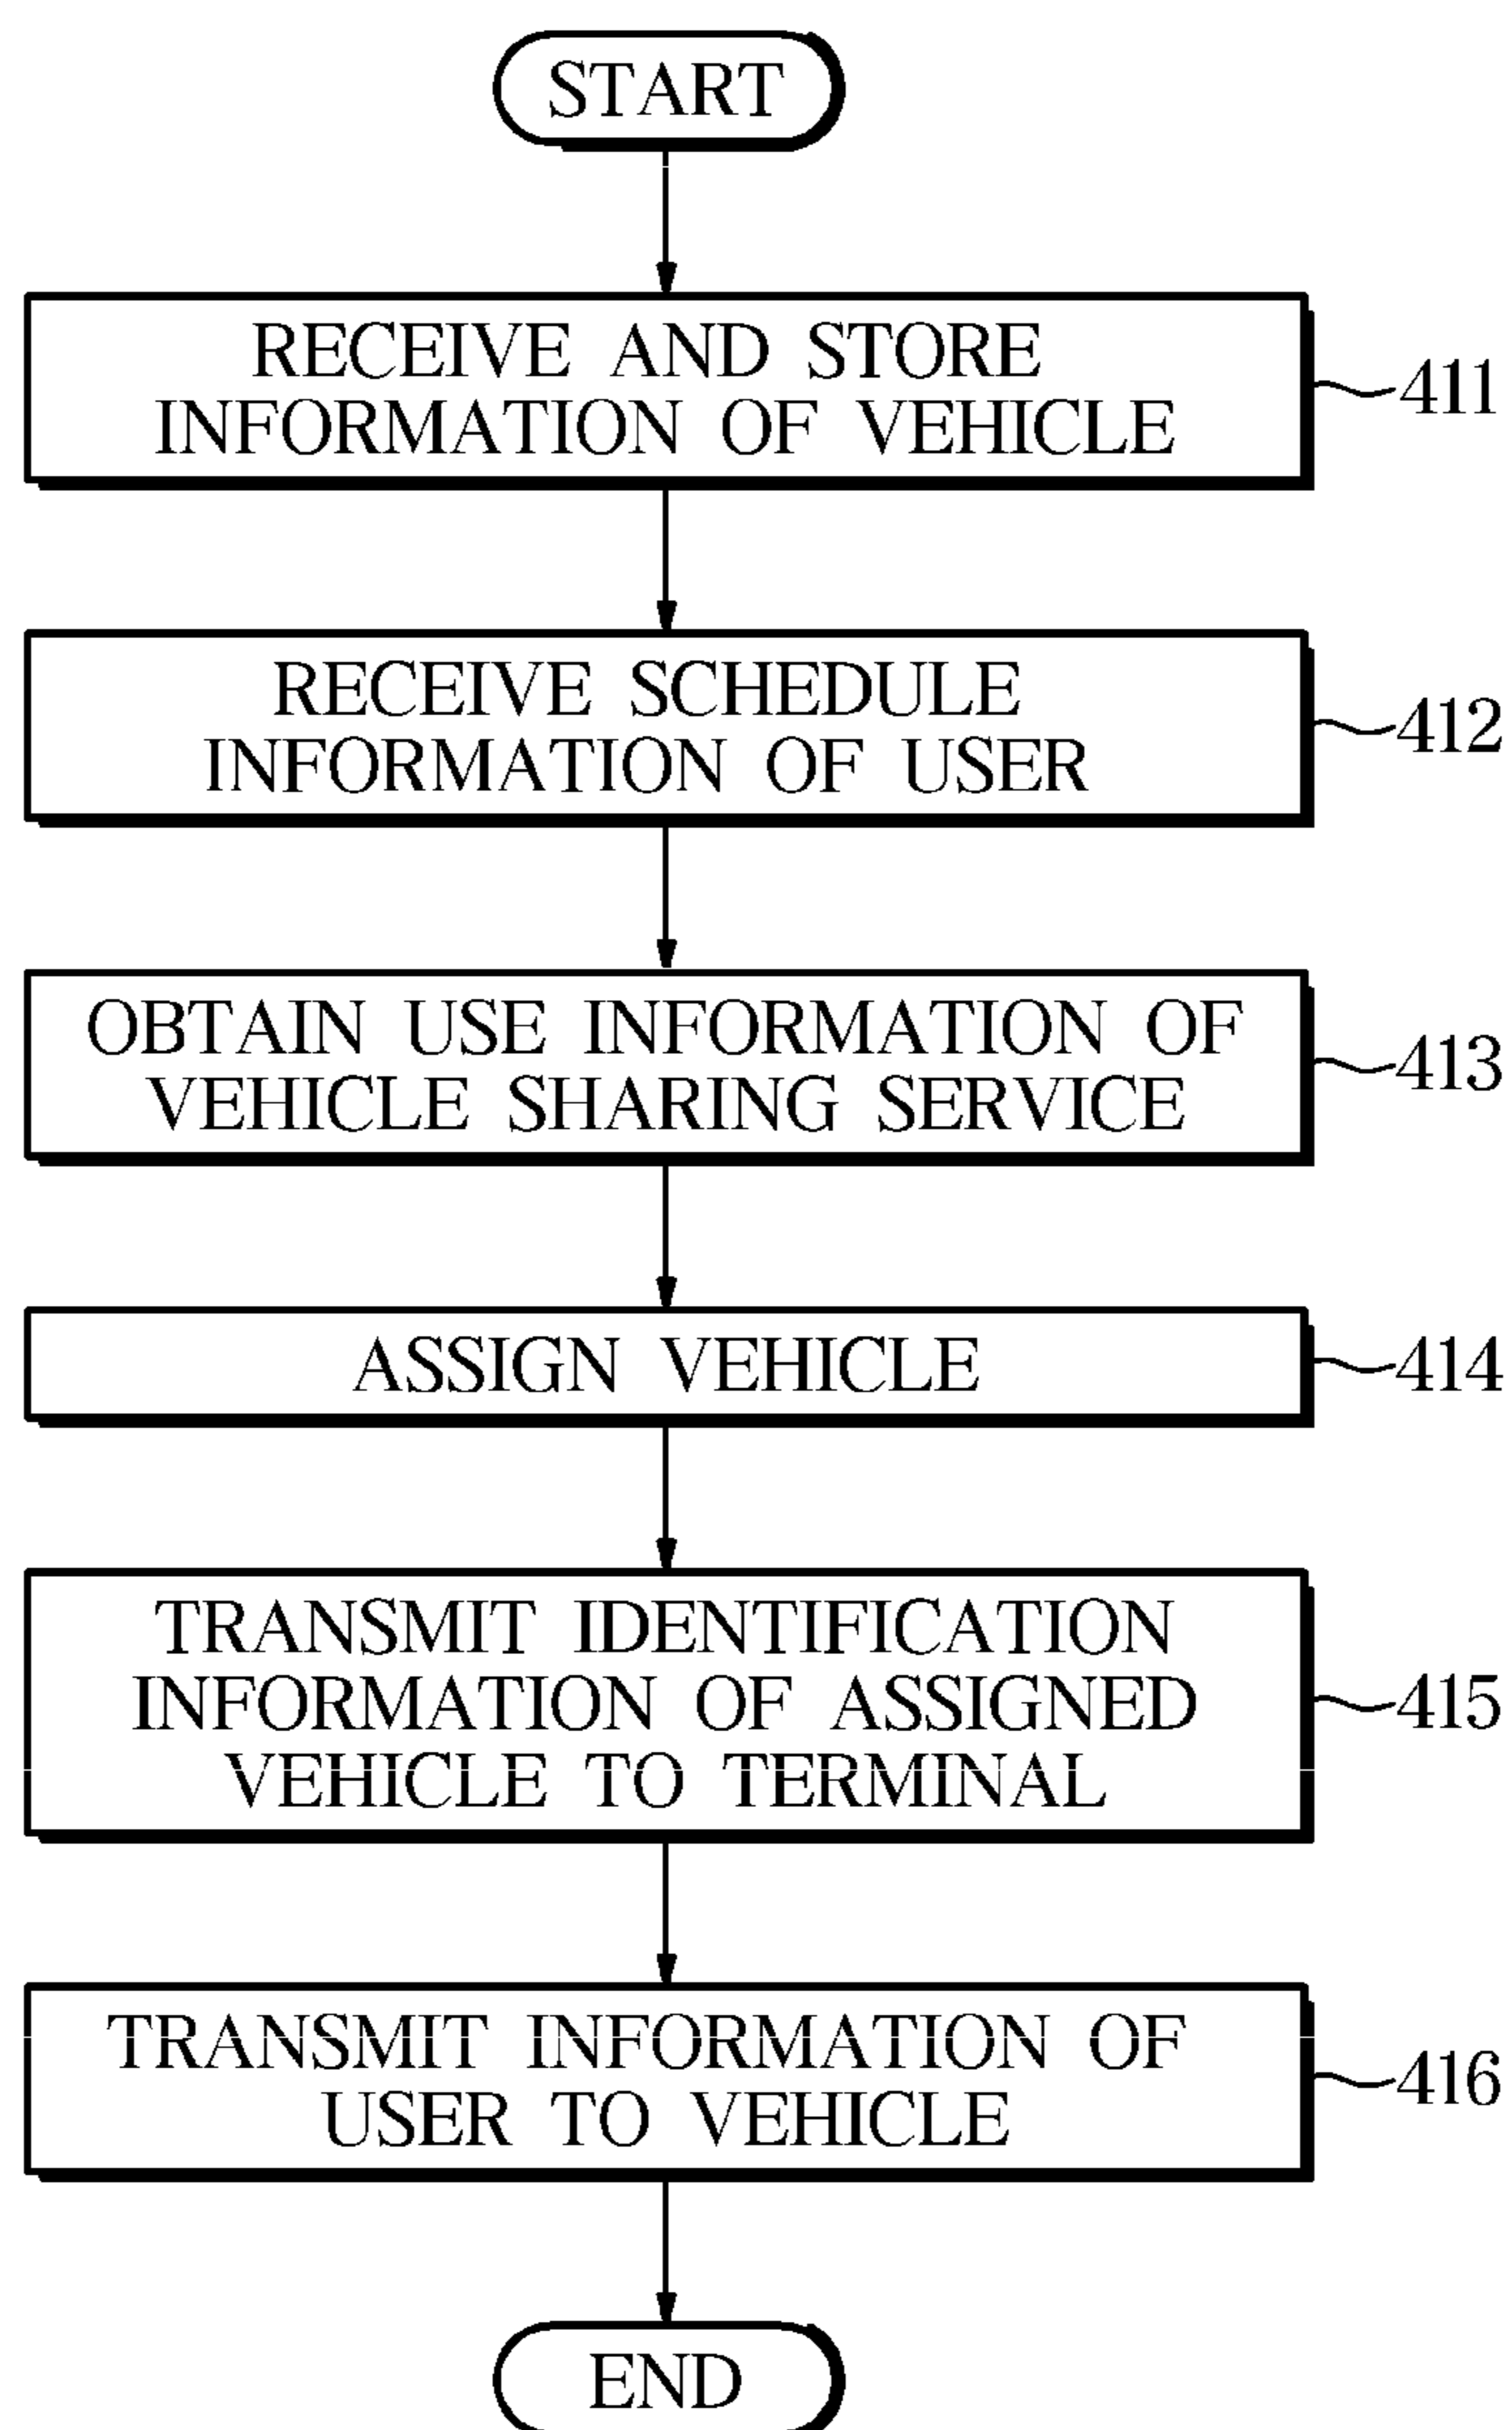 START
RECEIVE AND STORE
INFORMATION OF VEHICLE
411
RECEIVE SCHEDULE
INFORMATION OF USER
412
OBTAIN USE INFORMATION OF
VEHICLE SHARING SERVICE
413
ASSIGN VEHICLE
414
TRANSMIT IDENTIFICATION
INFORMATION OF ASSIGNED
VEHICLE TO TERMINAL
415
TRANSMIT INFORMATION OF
USER TO VEHICLE
416
END